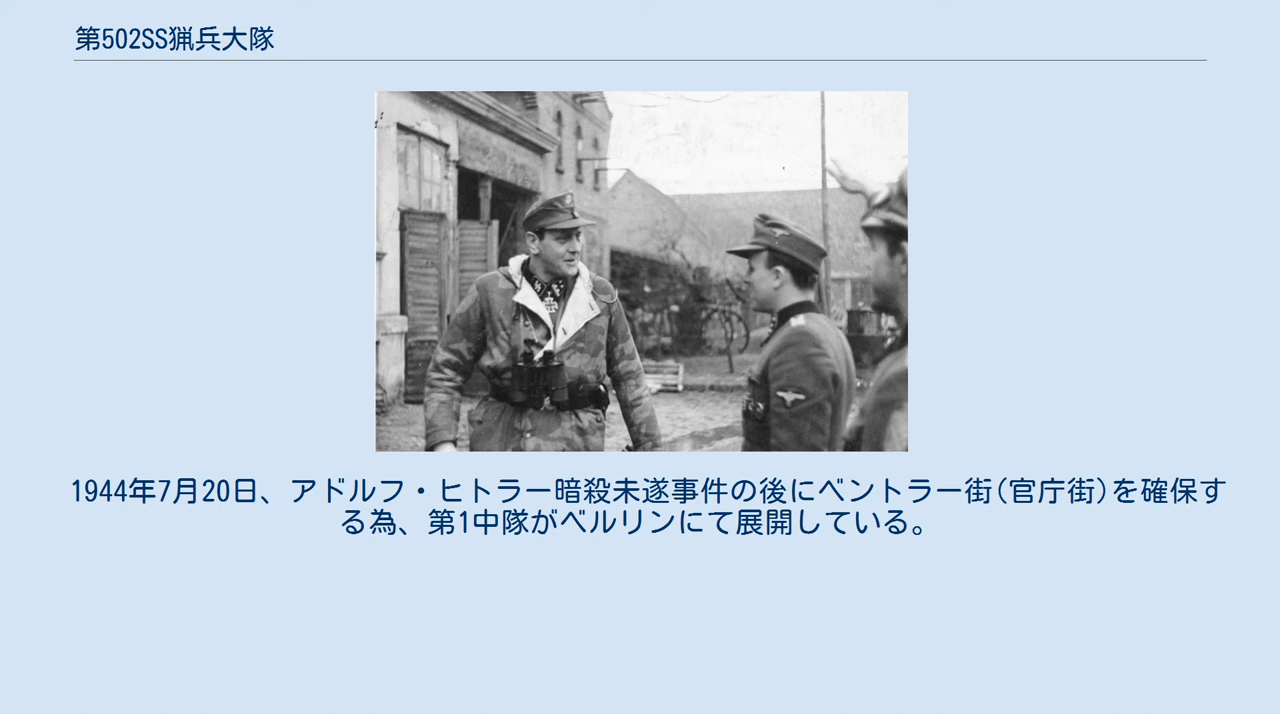 第502SS猟兵大隊
1944年7月20日、アドルフ・ヒトラー暗殺未遂事件の後にベントラー街(官庁街)を確保す
る為、第1中隊がベルリンにて展開している。